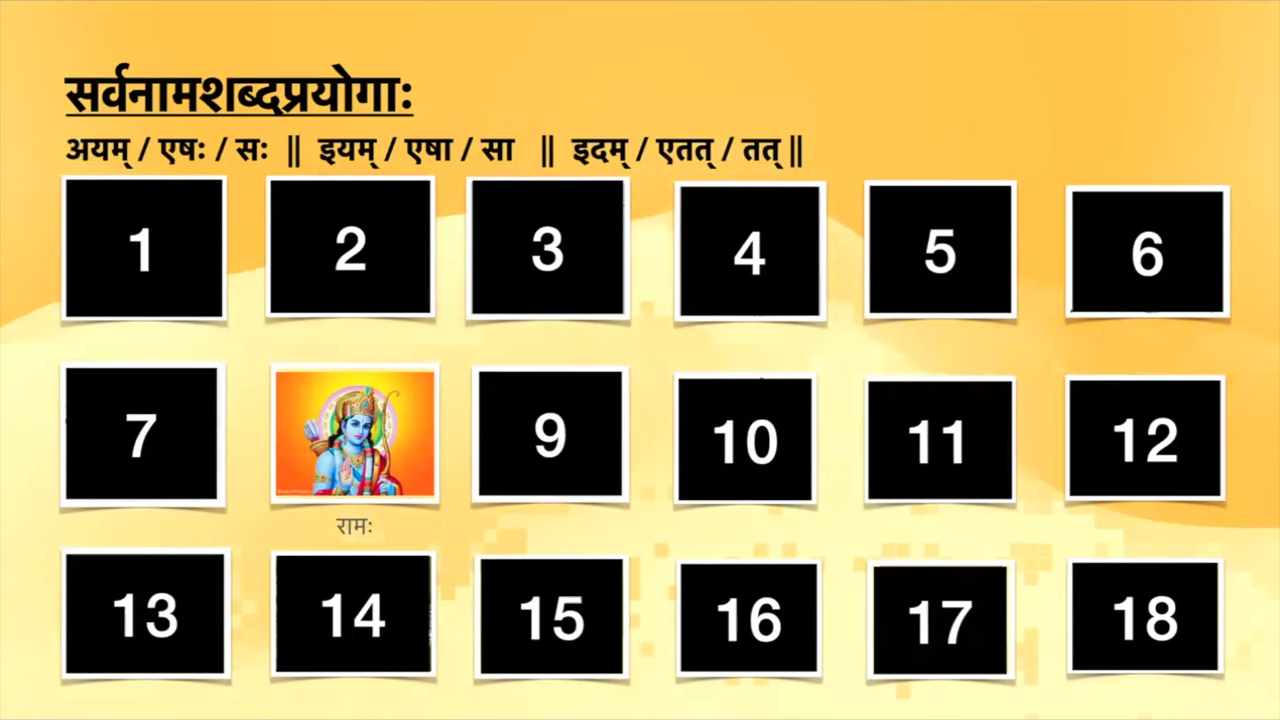 सर्वनामशब्दप्रयोगाः
अयम् / एषः / सः || इयम् / एषा / सा || इदम् / एतत् / तत् ||
1 2 3 4 5 6
7 9 10 11 12
रामः
13 14 15 16 17 18